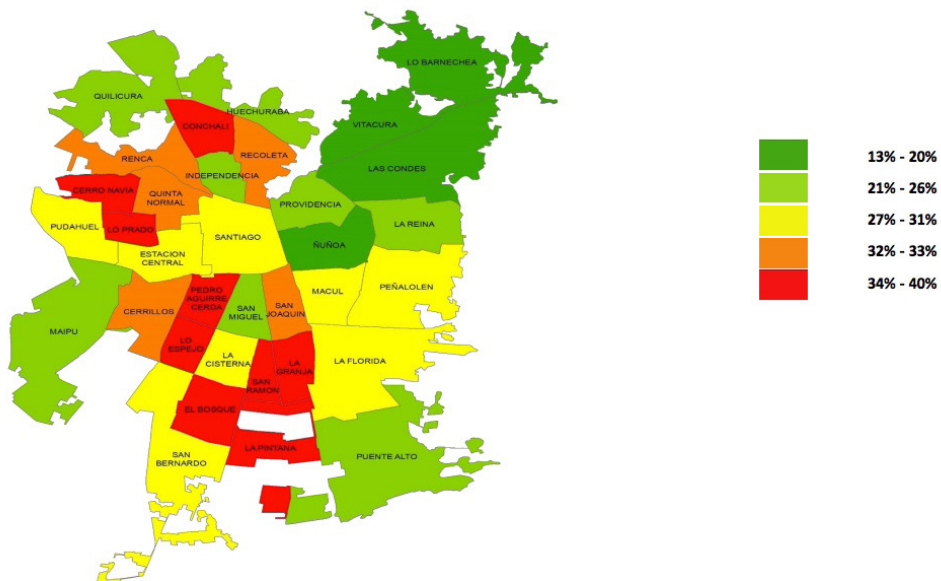 LO BARNECHEA
QUILICURA
HUECHURABA
CONCHALI
VITACURA
RENCA
RECOLETA
LAS CONDES
INDEPENDENCIA
CERRO NAVIA
QUINTA
NORMAL
PROVIDENCIA
LA REINA
PUDAHUEL
LO PRADO
SANTIAGO
ÑUÑOA
ESTACION
CENTRAL
PEDRO
AGUIRRE
CERDA
MACUL
PEÑALOLEN
CERRILLOS
SAN
MIGUEL
SAN
JOAQUIN
MAIPU
LO
ESPEJO
LA
CISTERNA
LA
GRANJA
LA FLORIDA
SAN
RAMON
EL BOSQUE
LA PINTANA
SAN
BERNARDO
PUENTE ALTO
13% - 20%
21% - 26%
27% - 31%
32% - 33%
34% - 40%